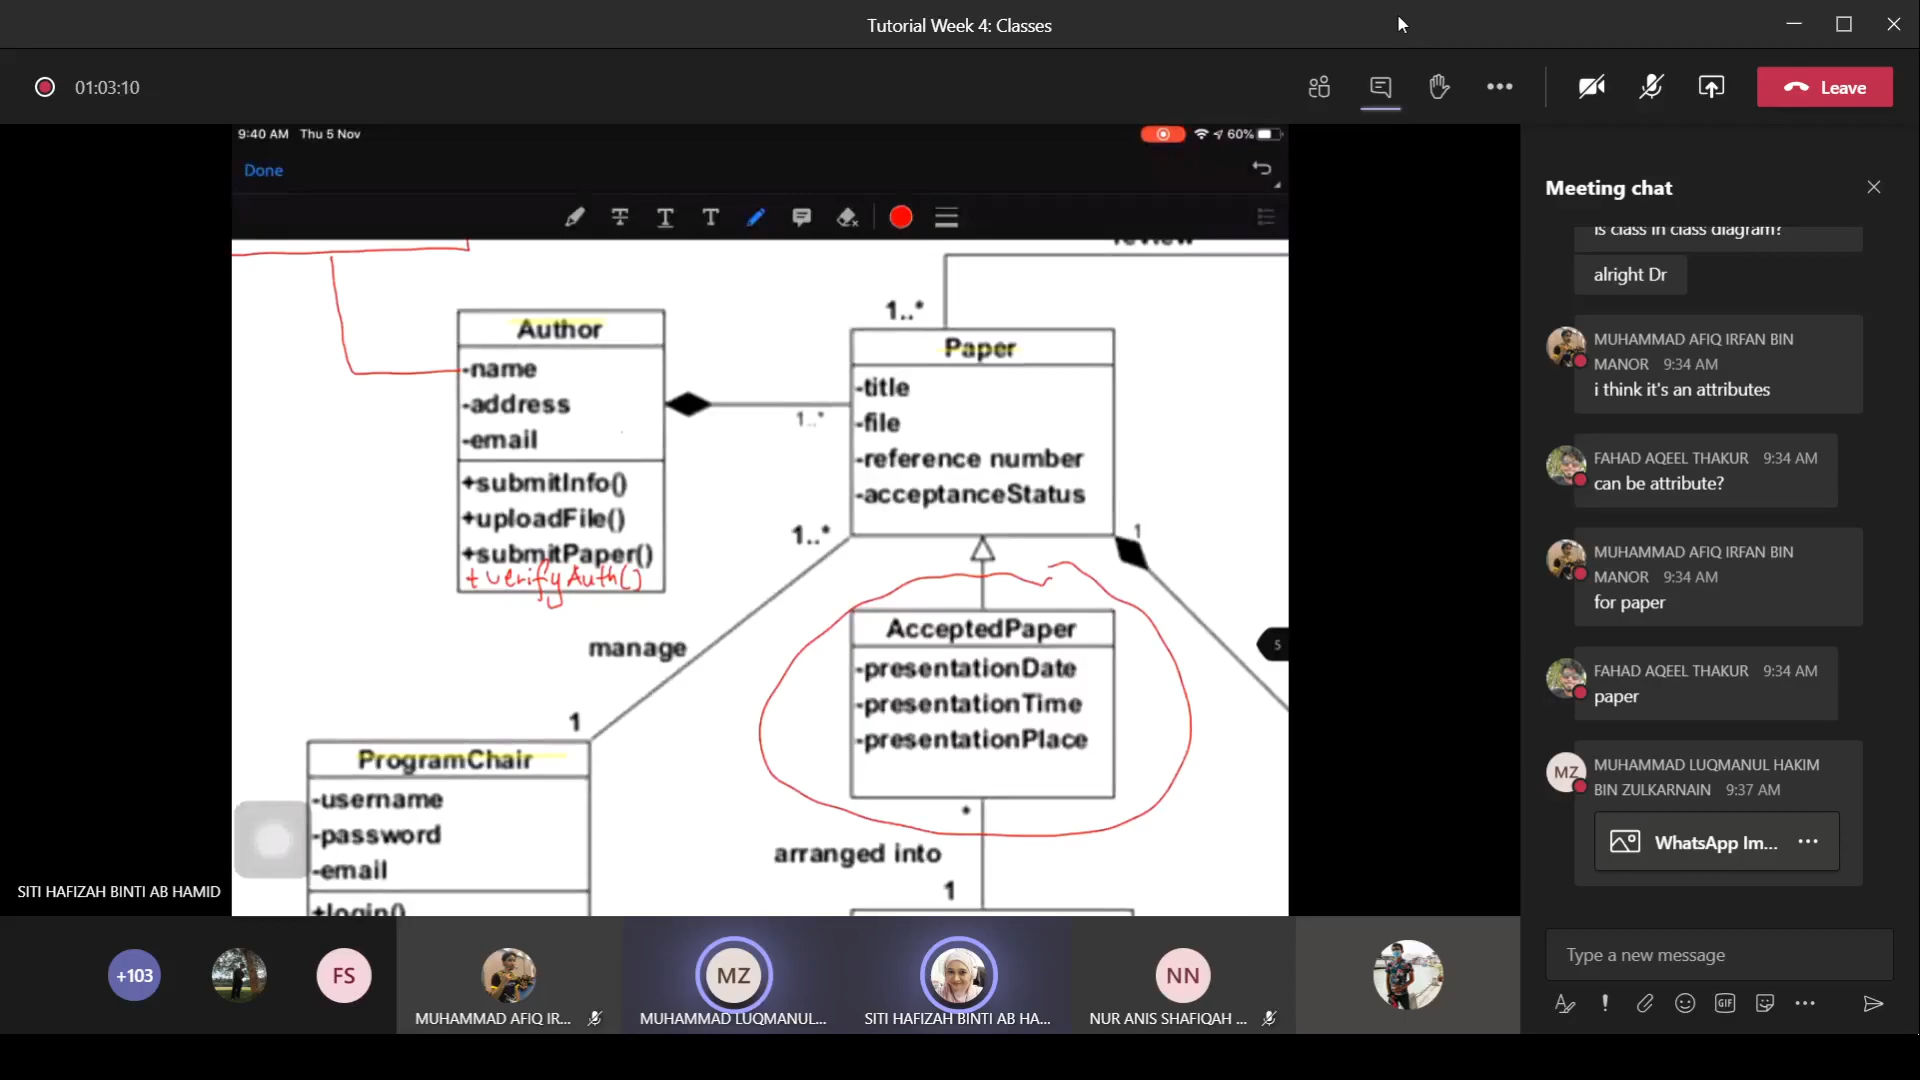 Tutorial Week 4: Classes
01:03:10
Leave
9:40 AM Thu 5 Nov
60%
Done
review
1..*
Author
-name
-address
-email
+submitInfo()
+uploadFile()
+submitPaper()
+ verifyAuth()
1..*
Paper
-title
-file
-reference number
-acceptanceStatus
1..*
1
manage
1
AcceptedPaper
-presentationDate
-presentationTime
-presentationPlace
5
*
arranged into
1
ProgramChair
-username
-password
-email
+login()
SITI HAFIZAH BINTI AB HAMID
Meeting chat
is class in class diagram?
alright Dr
MUHAMMAD AFIQ IRFAN BIN
MANOR 9:34 AM
i think it's an attributes
FAHAD AQEEL THAKUR 9:34 AM
can be attribute?
MUHAMMAD AFIQ IRFAN BIN
MANOR 9:34 AM
for paper
FAHAD AQEEL THAKUR 9:34 AM
paper
MZ
MUHAMMAD LUQMANUL HAKIM
BIN ZULKARNAIN 9:37 AM
WhatsApp Im...
Type a new message
GIF
+103
FS
MUHAMMAD AFIQ IR...
MZ
MUHAMMAD LUQMANUL...
SITI HAFIZAH BINTI AB HA...
NN
NUR ANIS SHAFIQAH ...